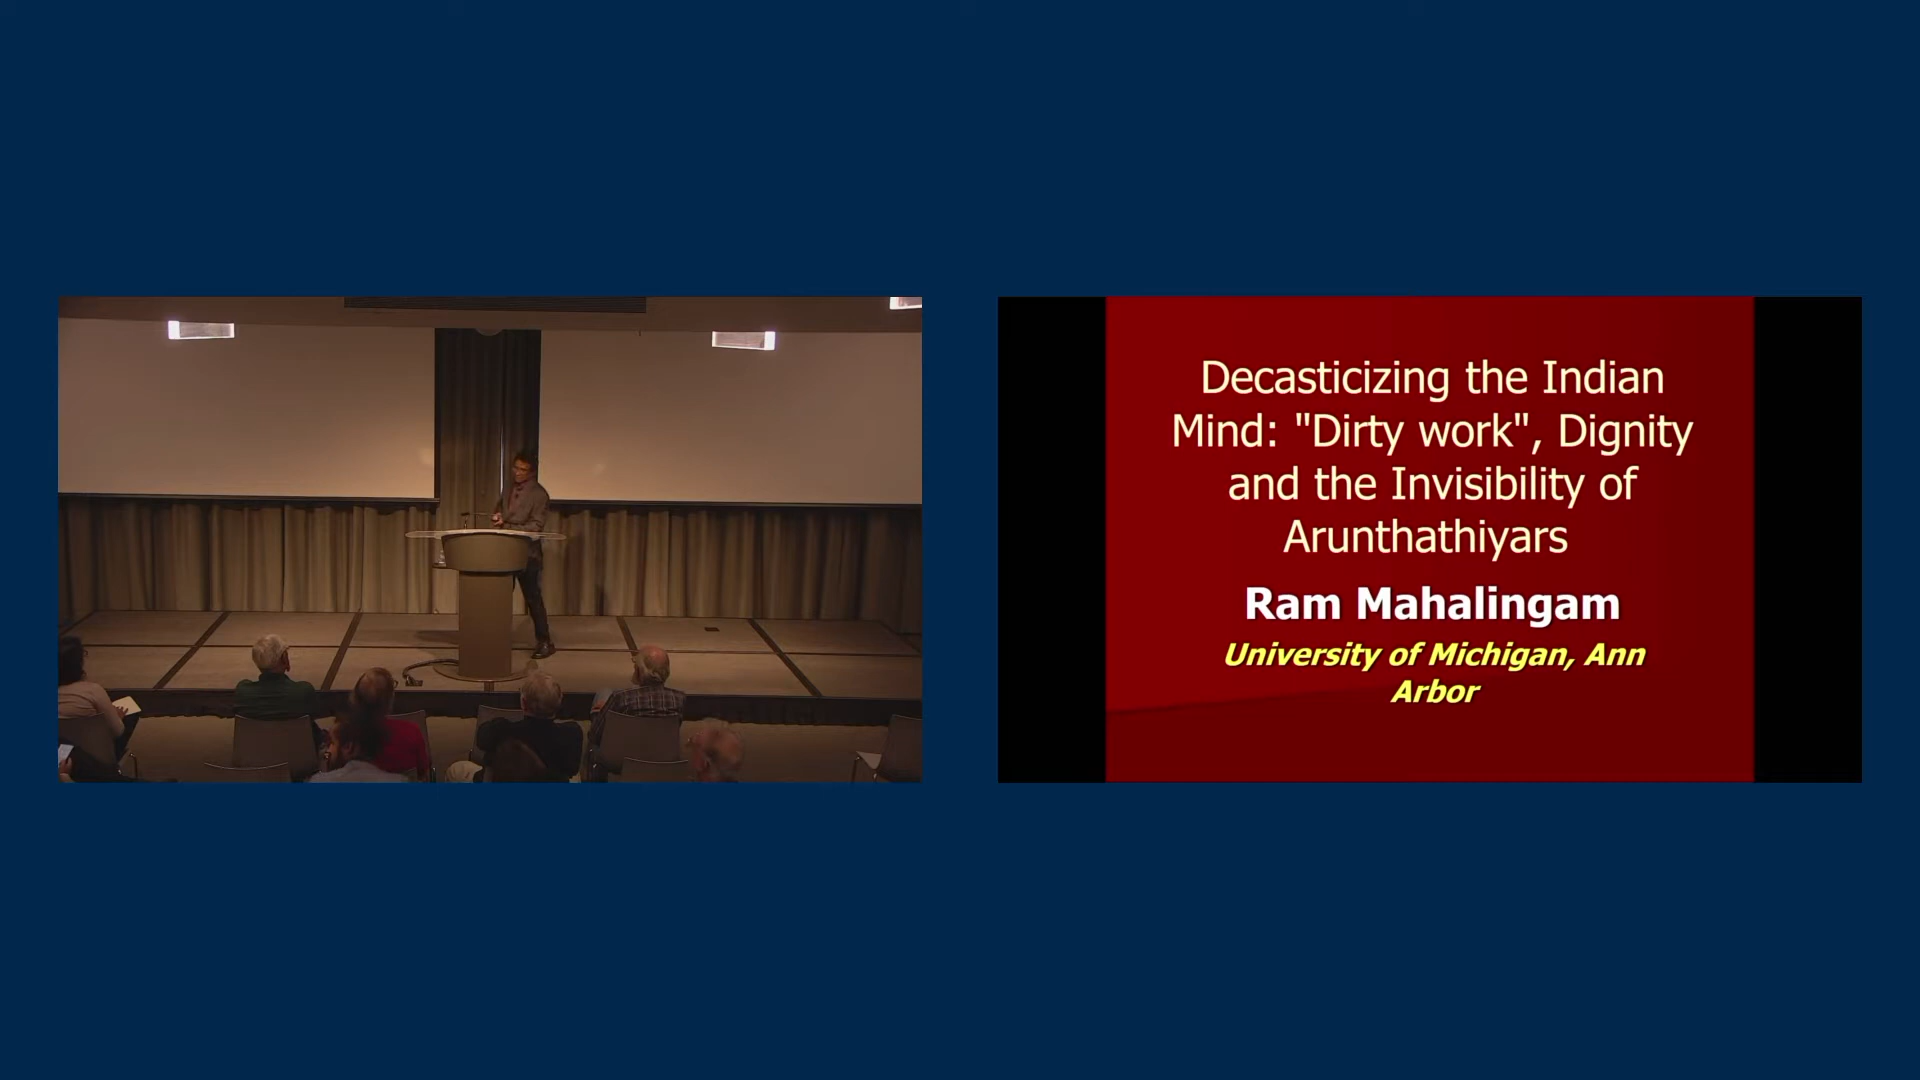 Decasticizing the Indian
Mind: "Dirty work", Dignity
and the Invisibility of
Arunthathiyars
Ram Mahalingam
University of Michigan, Ann
Arbor